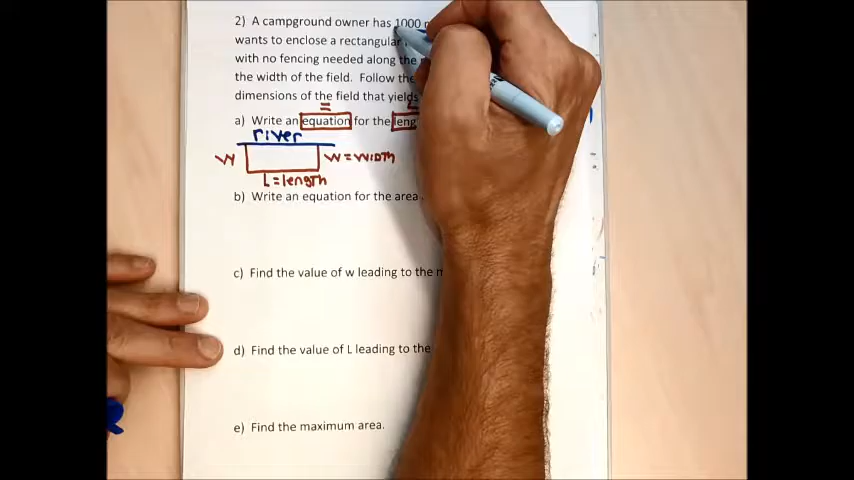 2) A campground owner has 1000
wants to enclose a rectangular
with no fencing needed along the
the width of the field. Follow the
dimensions of the field that yields
=
a) Write an equation for the
river
W W = WIDTH
L = length
b) Write an equation for the area
c) Find the value of w leading to the
d) Find the value of L leading to the
e) Find the maximum area.